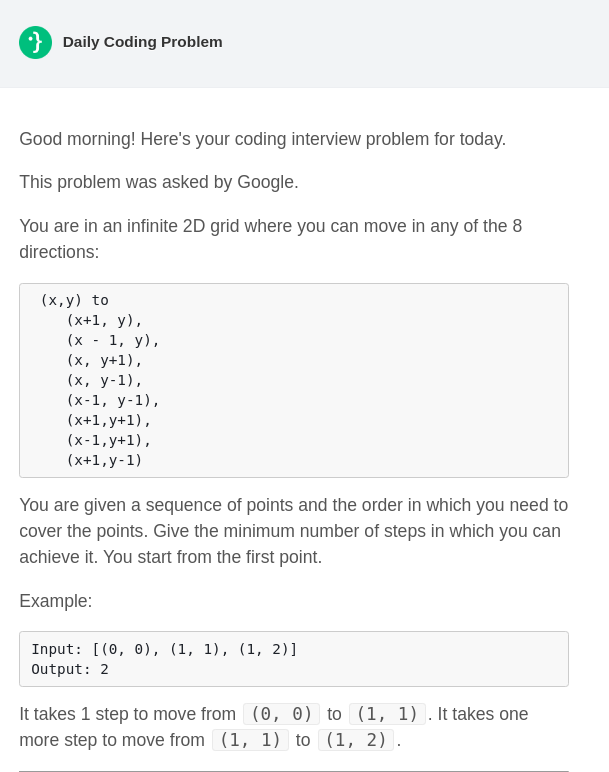 Daily Coding Problem
Good morning! Here's your coding interview problem for today.
This problem was asked by Google.
You are in an infinite 2D grid where you can move in any of the 8
directions:
(x,y) to
(x+1, y),
(x - 1, y),
(x, y+1),
(x, y-1),
(x-1, y-1),
(x+1,y+1),
(x-1,y+1),
(x+1,y-1)
You are given a sequence of points and the order in which you need to
cover the points. Give the minimum number of steps in which you can
achieve it. You start from the first point.
Example:
Input: [(0, 0), (1, 1), (1, 2)]
Output: 2
It takes 1 step to move from (0, 0) to (1, 1). It takes one
more step to move from (1, 1) to (1, 2).